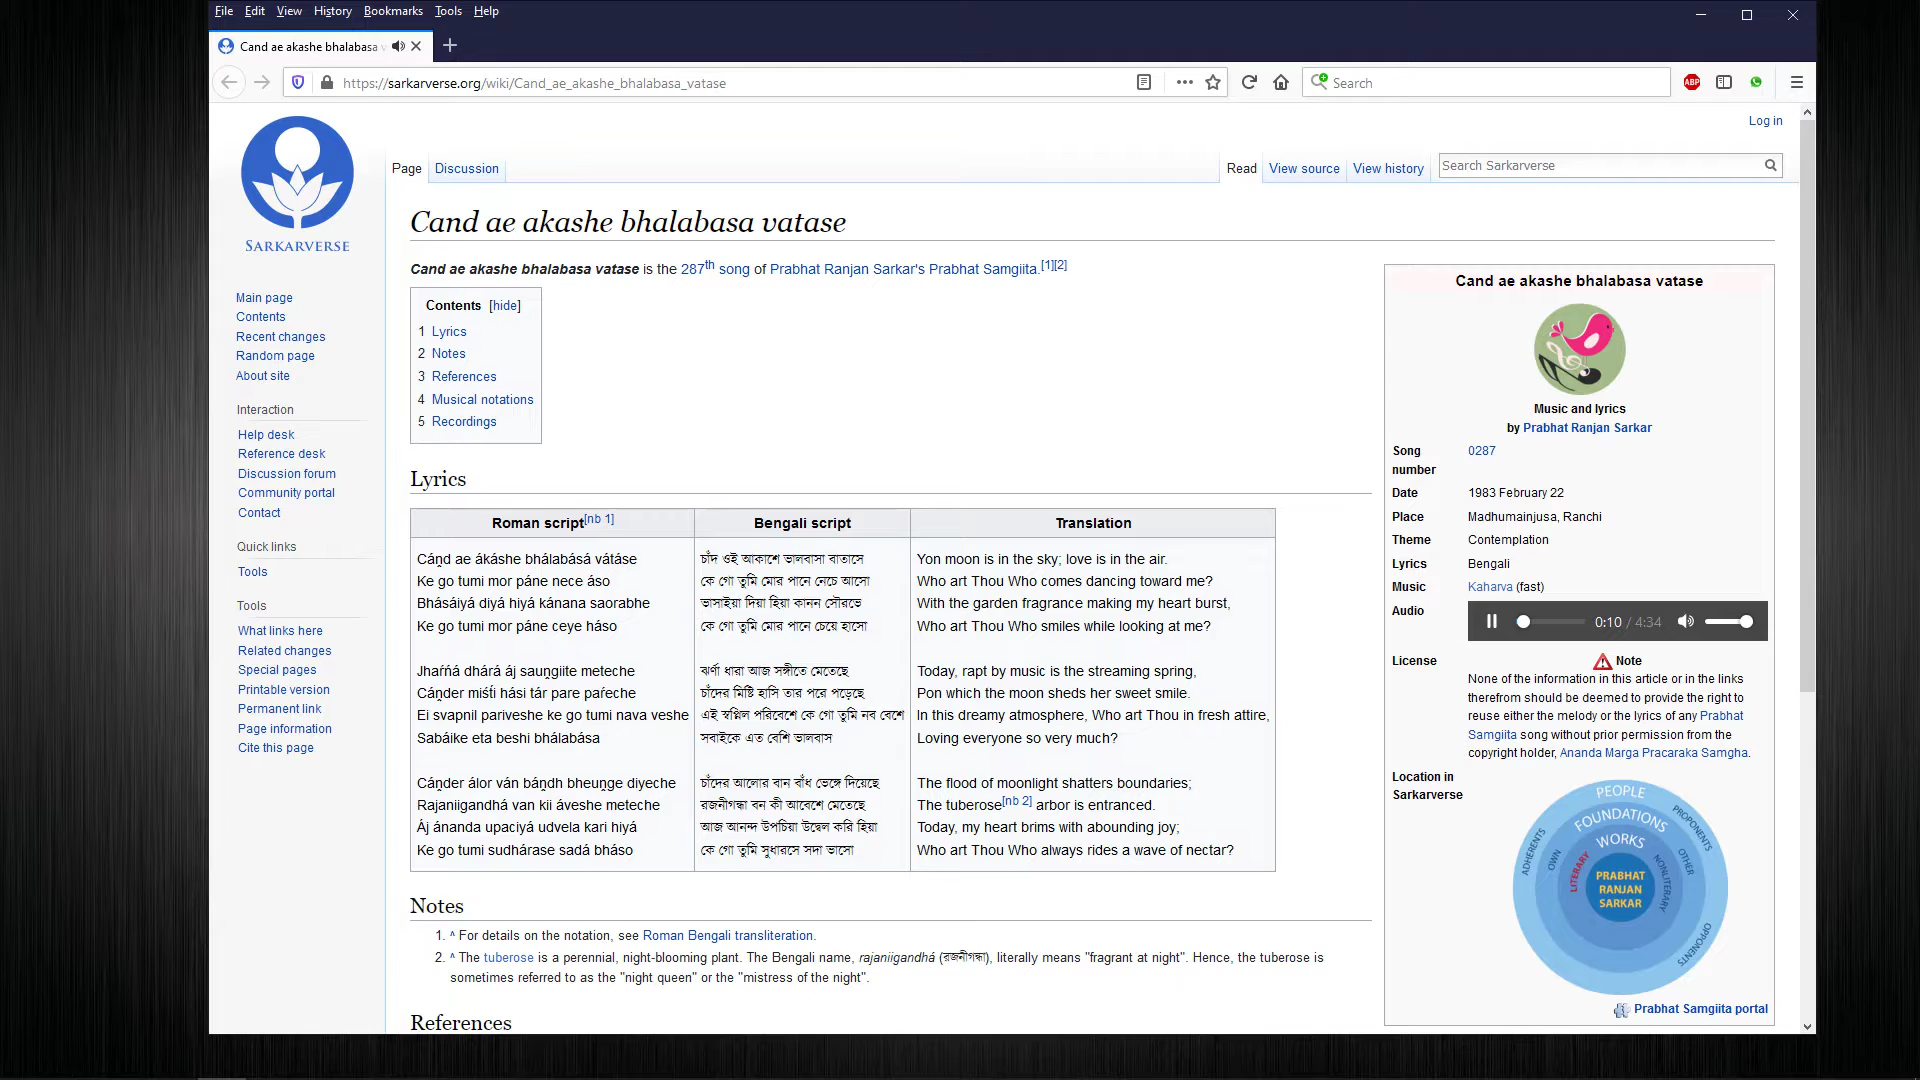 File Edit View History Bookmarks Tools Help
Cand ae akashe bhalabasa v
https://sarkarverse.org/wiki/Cand_ae_akashe_bhalabasa_vatase
Search
ABP
Log in
SARKARVERSE
Page Discussion Read View source View history Search Sarkarverse
Cand ae akashe bhalabasa vatase
Cand ae akashe bhalabasa vatase is the 287th song of Prabhat Ranjan Sarkar's Prabhat Samgiita.[1][2]
Contents [hide]
1 Lyrics
2 Notes
3 References
4 Musical notations
5 Recordings
Main page
Contents
Recent changes
Random page
About site
Interaction
Help desk
Reference desk
Discussion forum
Community portal
Contact
Quick links
Tools
Tools
What links here
Related changes
Special pages
Printable version
Permanent link
Page information
Cite this page
Lyrics
Roman script[nb 1] Bengali script Translation
Cáṋd ae ákáshe bhálabásá vátáse চাঁদ ওই আকাশে ভালবাসা বাতাসে Yon moon is in the sky; love is in the air.
Ke go tumi mor páne nece áso কে গো তুমি মোর পানে নেচে আসো Who art Thou Who comes dancing toward me?
Bhásáiyá diyá hiyá kánana saorabhe ভাসাইয়া দিয়া হিয়া কানন সৌরভে With the garden fragrance making my heart burst,
Ke go tumi mor páne ceye háso কে গো তুমি মোর পানে চেয়ে হাসো Who art Thou Who smiles while looking at me?
Jharńá dhárá áj sauṋgiite meteche ঝর্ণা ধারা আজ সঙ্গীতে মেতেছে Today, rapt by music is the streaming spring,
Cáṋder miśt́i hási tár pare paŕeche চাঁদের মিষ্টি হাসি তার পরে পড়েছে Pon which the moon sheds her sweet smile.
Ei svapnil pariveshe ke go tumi nava veshe এই স্বপ্নিল পরিবেশে কে গো তুমি নব বেশে In this dreamy atmosphere, Who art Thou in fresh attire,
Sabáike eta beshi bhálabása সবাইকে এত বেশি ভালবাস Loving everyone so very much?
Cáṋder álor ván báṋdh bheuṋge diyeche চাঁদের আলোর বান বাঁধ ভেঙ্গে দিয়েছে The flood of moonlight shatters boundaries;
Rajaniigandhá van kii áveshe meteche রজনীগন্ধা বন কী আবেশে মেতেছে The tuberose[nb 2] arbor is entranced.
Áj ánanda upaciyá udvela kari hiyá আজ আনন্দ উপচিয়া উদ্বেল করি হিয়া Today, my heart brims with abounding joy;
Ke go tumi sudhárase sadá bháso কে গো তুমি সুধারসে সদা ভাসো Who art Thou Who always rides a wave of nectar?
Notes
1. ^ For details on the notation, see Roman Bengali transliteration.
2. ^ The tuberose is a perennial, night-blooming plant. The Bengali name, rajaniigandhá (রজনীগন্ধা), literally means "fragrant at night". Hence, the tuberose is
sometimes referred to as the "night queen" or the "mistress of the night".
References
Cand ae akashe bhalabasa vatase
Music and lyrics
by Prabhat Ranjan Sarkar
Song number 0287
Date 1983 February 22
Place Madhumainjusa, Ranchi
Theme Contemplation
Lyrics Bengali
Music Kaharva (fast)
Audio 0:10 / 4:34
License Note
None of the information in this article or in the links
therefrom should be deemed to provide the right to
reuse either the melody or the lyrics of any Prabhat
Samgiita song without prior permission from the
copyright holder, Ananda Marga Pracaraka Samgha.
Location in Sarkarverse
PEOPLE
FOUNDATIONS
WORKS
ADHERENTS
PROPONENTS
OPPONENTS
OWN
OTHER
LITERARY
NONLITERARY
PRABHAT
RANJAN
SARKAR
Prabhat Samgiita portal